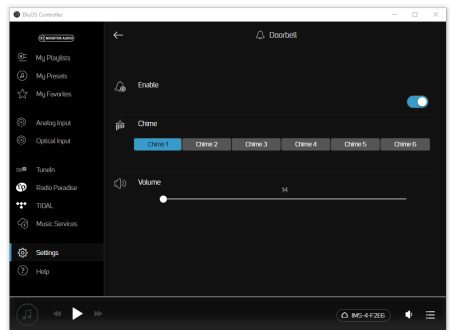 BluOS Controller
MONITOR AUDIO
Doorbell
My Playlists
My Presets
My Favorites
Analog Input
Optical Input
TuneIn
Radio Paradise
TIDAL
Music Services
Settings
Help
Enable
Chime
Chime 1 Chime 2 Chime 3 Chime 4 Chime 5 Chime 6
Volume
14
IMS-4-F2E6